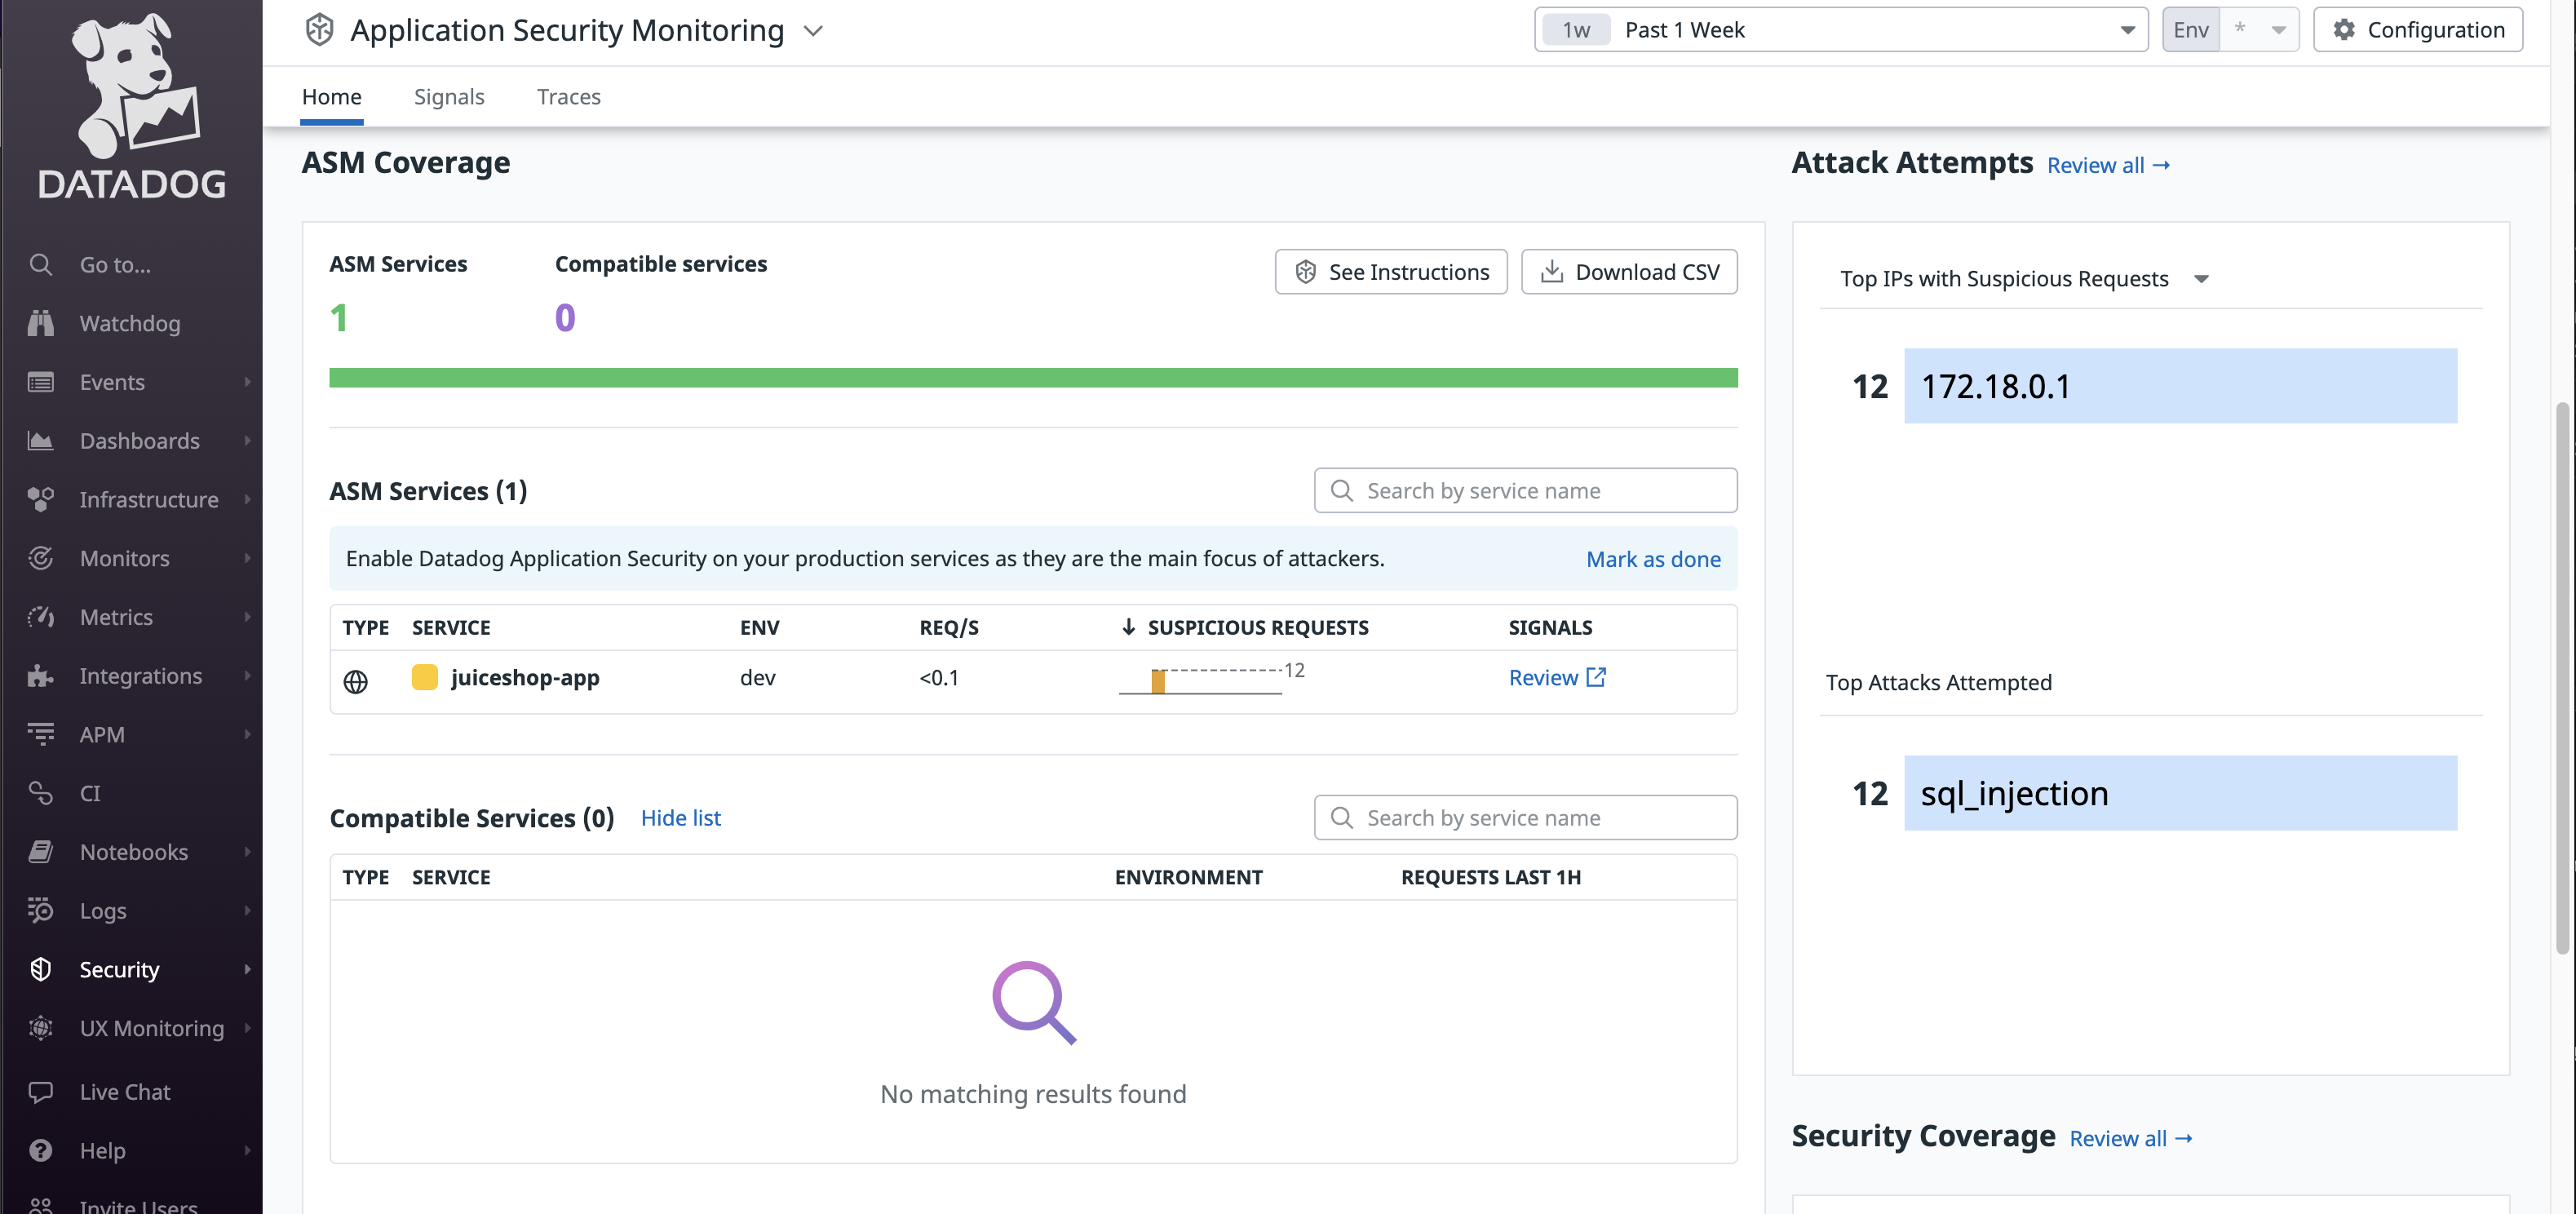 DATADOG
Go to...
Watchdog
Events
Dashboards
Infrastructure
Monitors
Metrics
Integrations
APM
CI
Notebooks
Logs
Security
UX Monitoring
Live Chat
Help
Invite Users
Application Security Monitoring
1w Past 1 Week
Env *
Configuration
Home Signals Traces
ASM Coverage
ASM Services Compatible services
1 0
See Instructions
Download CSV
ASM Services (1)
Search by service name
Enable Datadog Application Security on your production services as they are the main focus of attackers. Mark as done
TYPE SERVICE ENV REQ/S ↓ SUSPICIOUS REQUESTS SIGNALS
juiceshop-app dev <0.1 12 Review
Compatible Services (0) Hide list
Search by service name
TYPE SERVICE ENVIRONMENT REQUESTS LAST 1H
No matching results found
Attack Attempts Review all →
Top IPs with Suspicious Requests
12 172.18.0.1
Top Attacks Attempted
12 sql_injection
Security Coverage Review all →